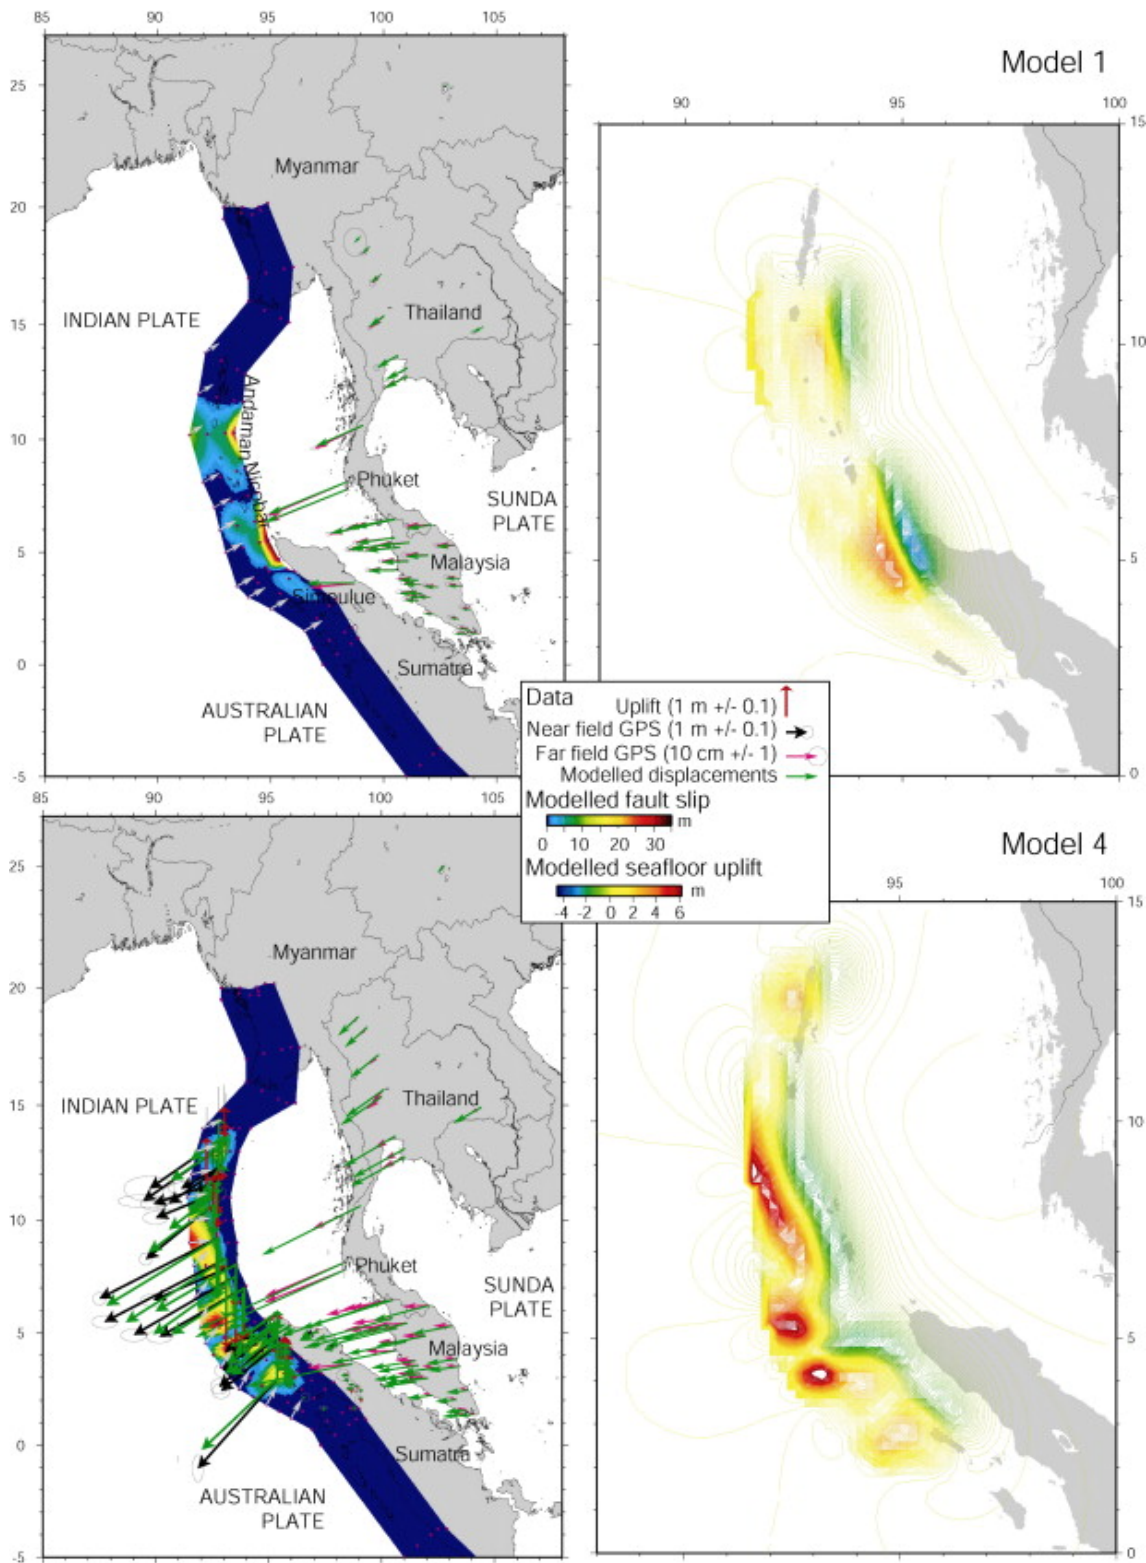 85 90 95 100 105
Model 1
90 95 100
25
20
15
10
5
0
-5
15
10
5
0
Myanmar
INDIAN PLATE
Thailand
Andaman Nicobar
Phuket
SUNDA
PLATE
Malaysia
Simeulue
Sumatra
AUSTRALIAN
PLATE
85 90 95 100 105
Data
Uplift (1 m +/- 0.1)
Near field GPS (1 m +/- 0.1)
Far field GPS (10 cm +/- 1)
Modelled displacements
Modelled fault slip
m
0 10 20 30
Modelled seafloor uplift
m
-4 -2 0 2 4 6
Model 4
95 100
25
20
15
10
5
0
-5
15
10
5
0
Myanmar
INDIAN PLATE
Thailand
Phuket
SUNDA
PLATE
Malaysia
Sumatra
AUSTRALIAN
PLATE